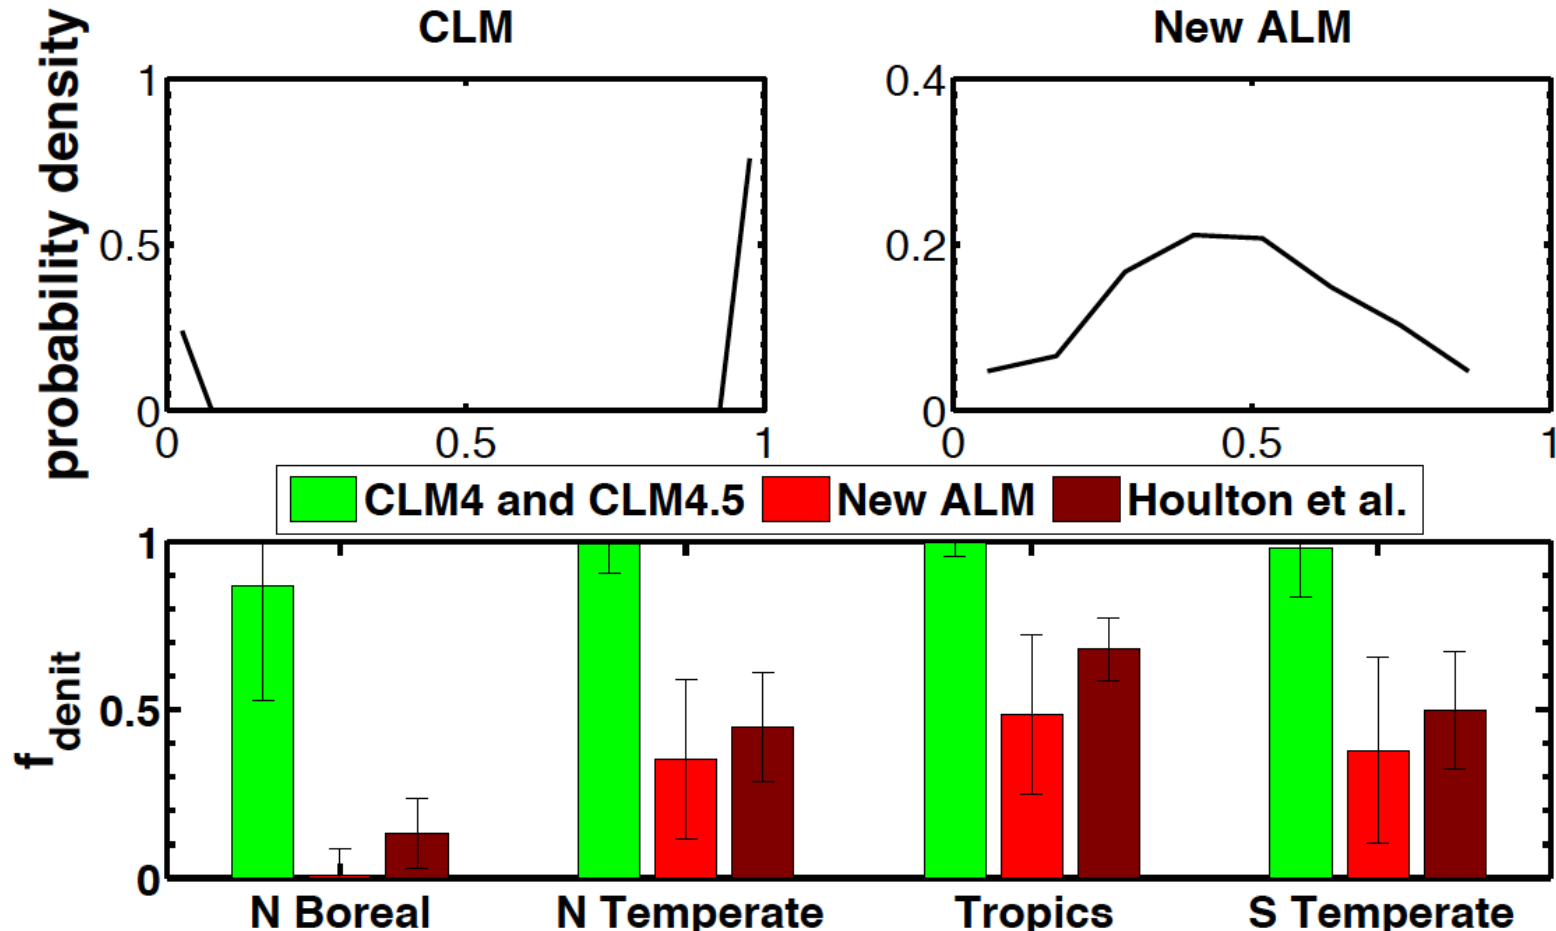 CLM
New ALM
probability density
1
0.5
0
0 0.5 1
0.4
0.2
0
0 0.5 1
CLM4 and CLM4.5 New ALM Houlton et al.
f denit
1
0.5
0
N Boreal N Temperate Tropics S Temperate